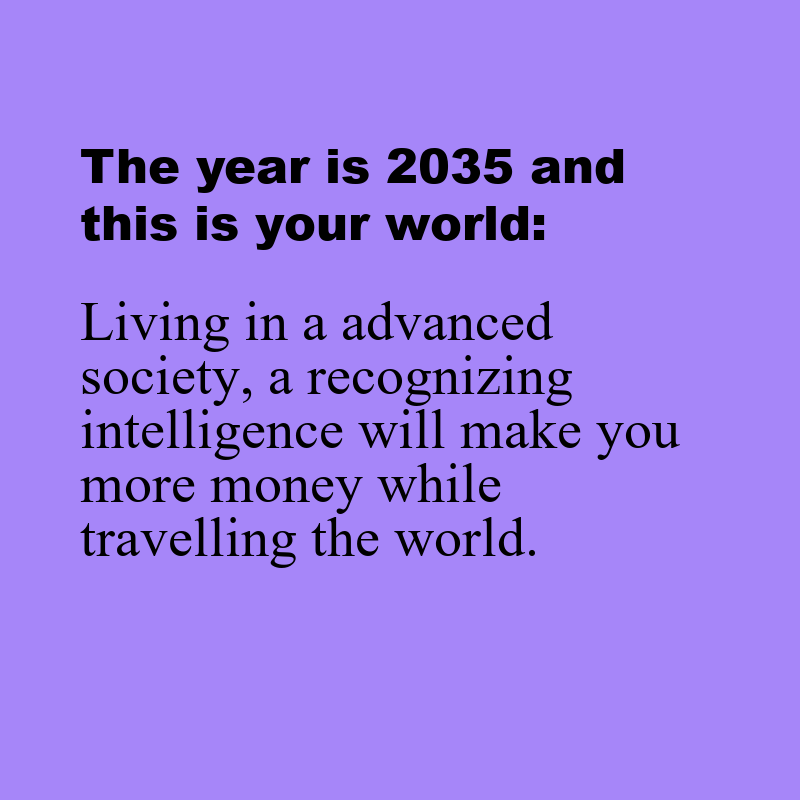 The year is 2035 and
this is your world:
Living in a advanced
society, a recognizing
intelligence will make you
more money while
travelling the world.